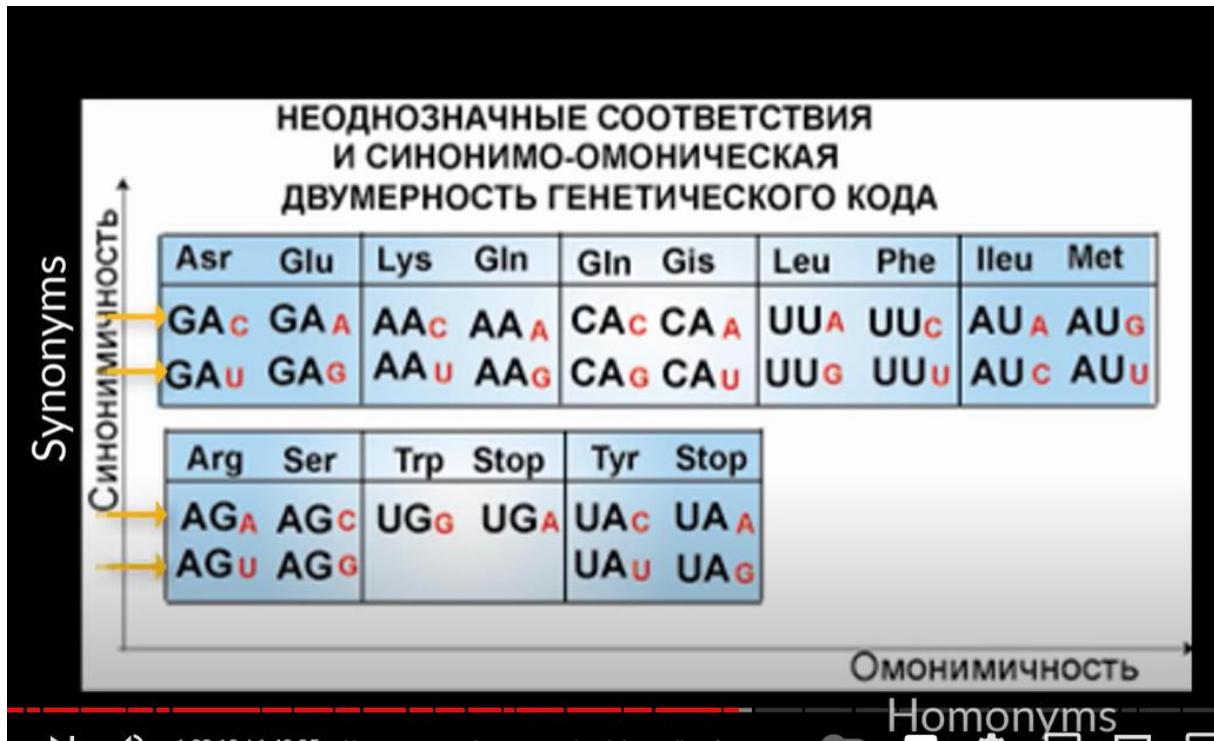 НЕОДНОЗНАЧНЫЕ СООТВЕТСТВИЯ
И СИНОНИМО-ОМОНИЧЕСКАЯ
ДВУМЕРНОСТЬ ГЕНЕТИЧЕСКОГО КОДА
Synonyms
Синонимичность
Asr Glu Lys Gln Gln Gis Leu Phe Ileu Met
GAC GAA AAC AAA CAC CAA UUA UUC AUA AUG
GAU GAG AAU AAG CAG CAU UUG UUU AUC AUU
Arg Ser Trp Stop Tyr Stop
AGA AGC UGG UGA UAC UAA
AGU AGG UAU UAG
Омонимичность
Homonyms